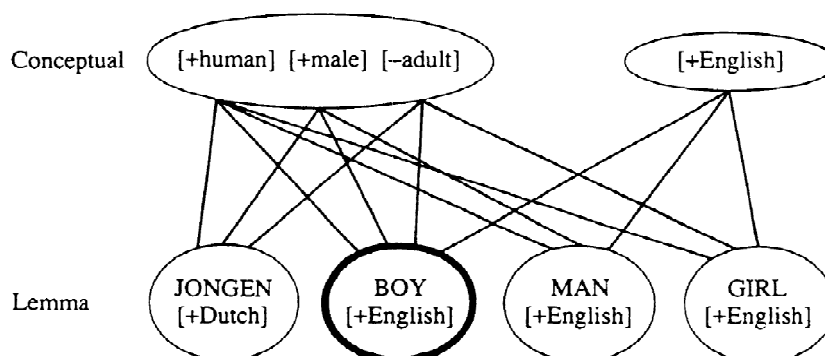 Conceptual [+human] [+male] [–adult] [+English]
Lemma
JONGEN BOY MAN GIRL
[+Dutch] [+English] [+English] [+English]